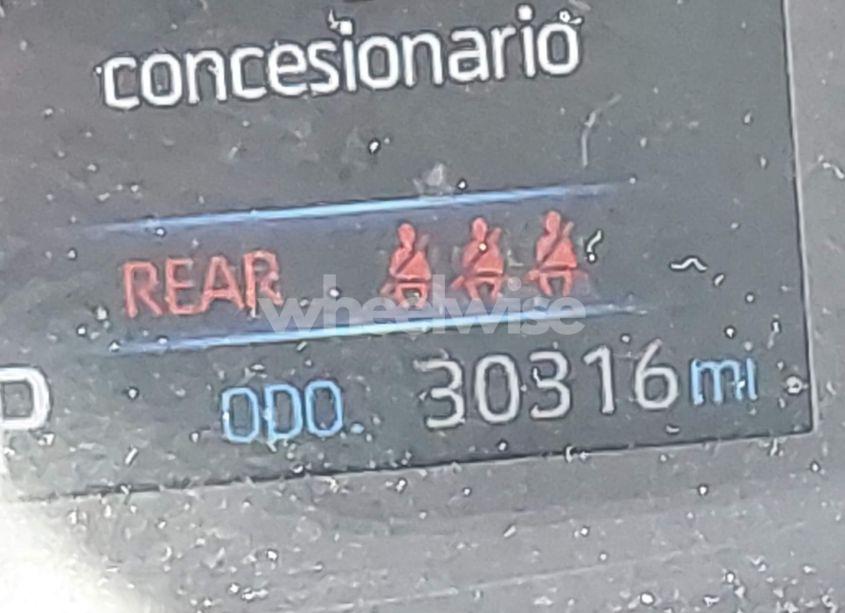 concesionario
REAR
wheelwise
ODO. 30316 mi